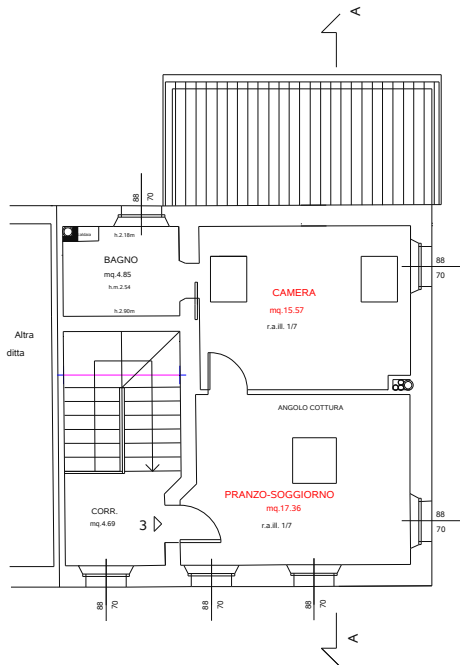 A
70
88
h.2.18m
BAGNO
mq.4.85
h.m.2.54
h.2.90m
88
70
CAMERA
mq.15.57
r.a.ill. 1/7
Altra
ditta
ANGOLO COTTURA
PRANZO-SOGGIORNO
mq.17.36
r.a.ill. 1/7
CORR.
mq.4.69
3
88
70
88
70
88
70
88
70
A